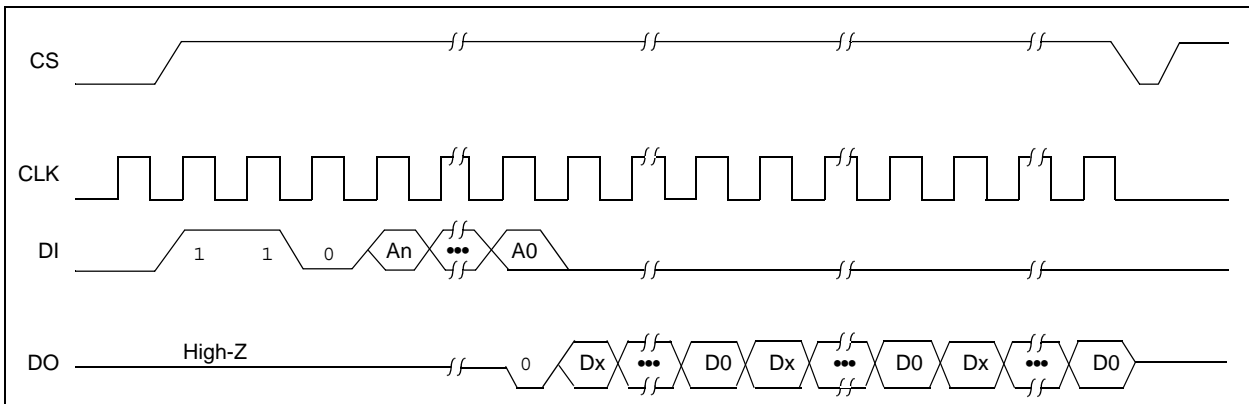 CS
CLK
DI 1 1 0 An ••• A0
High-Z
DO 0 Dx ••• D0 Dx ••• D0 Dx ••• D0